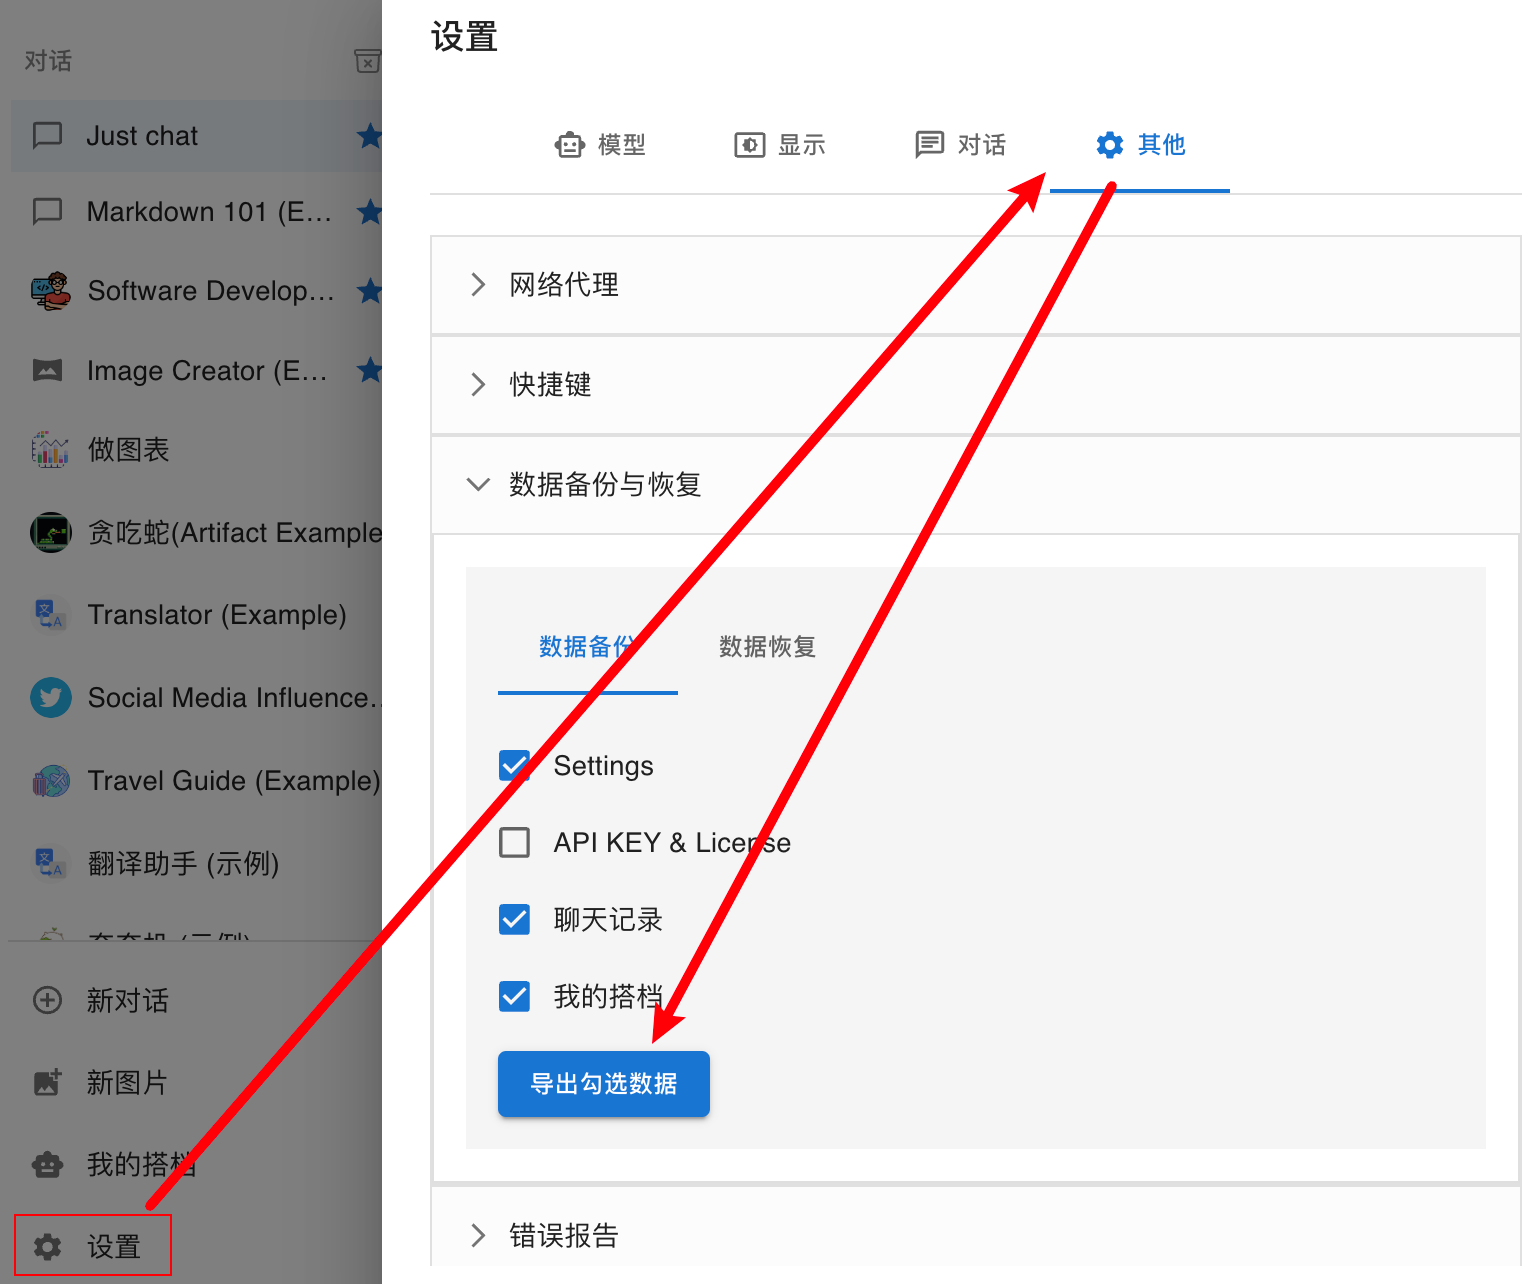 对话
Just chat
Markdown 101 (E...
Software Develop...
Image Creator (E...
做图表
贪吃蛇(Artifact Example
Translator (Example)
Social Media Influence..
Travel Guide (Example)
翻译助手 (示例)
新对话
新图片
我的搭档
设置
设置
模型
显示
对话
其他
网络代理
快捷键
数据备份与恢复
数据备份
数据恢复
Settings
API KEY & License
聊天记录
我的搭档
导出勾选数据
错误报告